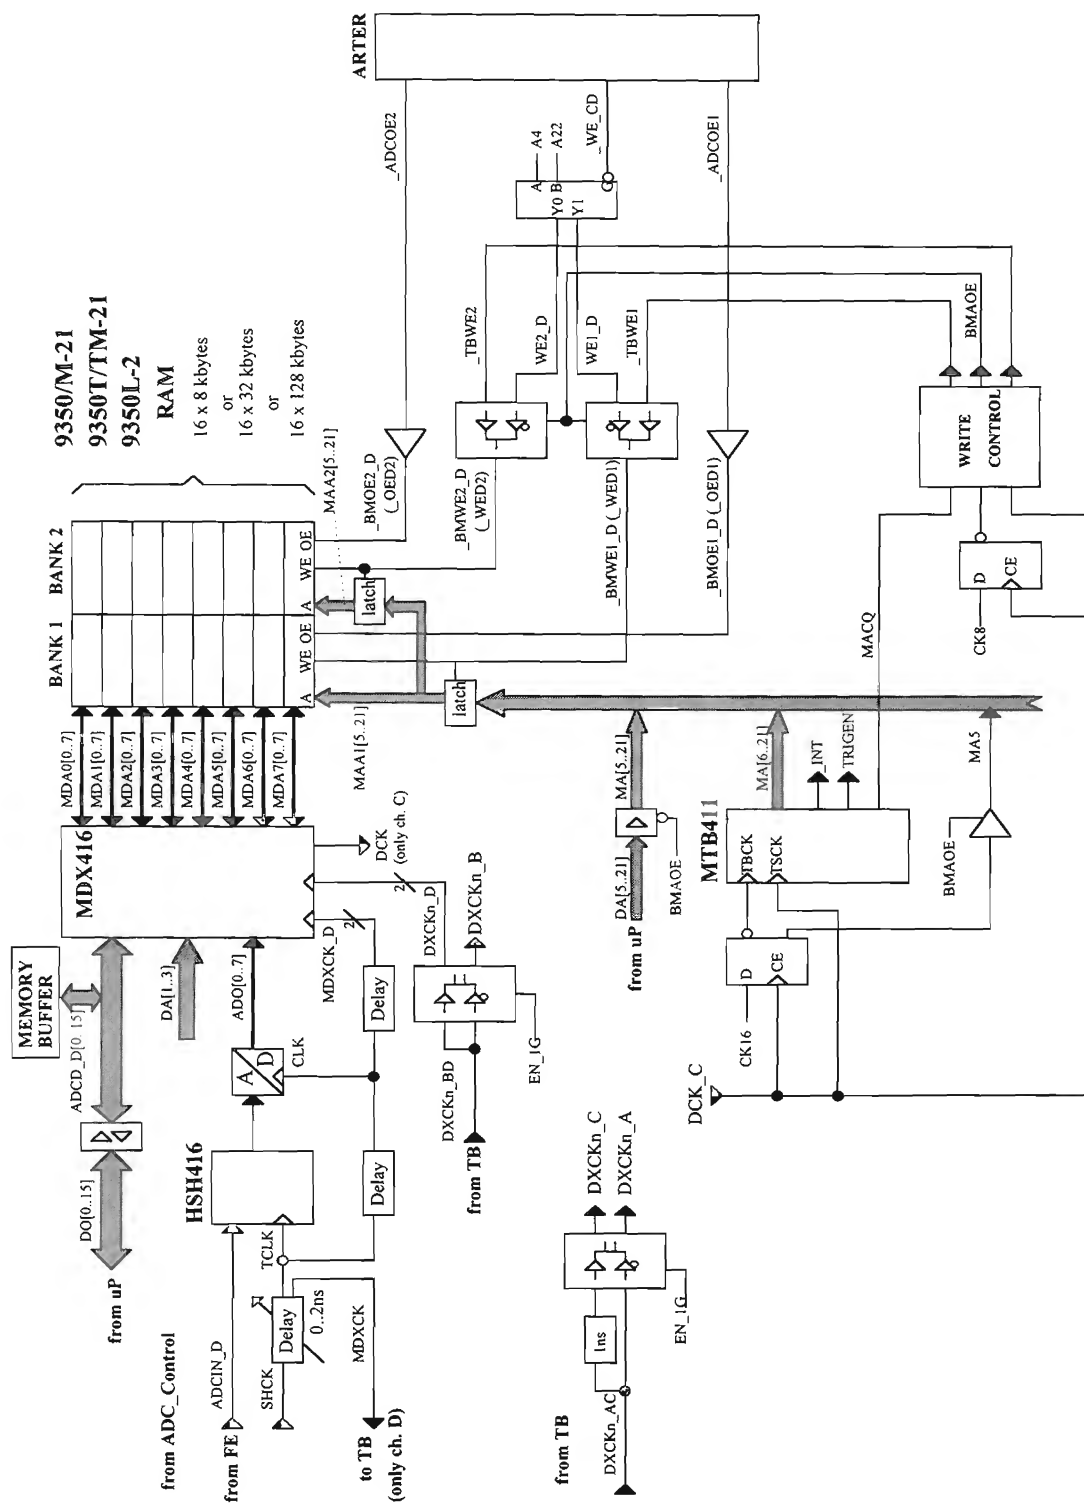 9350/M-21
9350T/TM-21
9350L-2
RAM
16 x 8 kbytes
or
16 x 32 kbytes
or
16 x 128 kbytes
ARTER
_ADCOE2
_WE_CD
_ADCOE1
A4
A22
A
B
G
Y0
Y1
_TBWE2
WE2_D
WE1_D
_TBWE1
BMAOE
WRITE
CONTROL
BANK 1
BANK 2
A
WE
OE
A
WE
OE
MAA2[5..21]
_BMOE2_D
(_OED2)
_BMWE2_D
(_WED2)
_BMWE1_D (_WED1)
_BMOE1_D (_OED1)
latch
latch
MAA1[5..21]
MACQ
CK8
D
CE
MDA0[0..7]
MDA1[0..7]
MDA2[0..7]
MDA3[0..7]
MDA4[0..7]
MDA5[0..7]
MDA6[0..7]
MDA7[0..7]
MDX416
DCK
(only ch. C)
MEMORY
BUFFER
ADCD_D[0..15]
DO[0..15]
from uP
DA[1..3]
ADO[0..7]
A
D
CLK
MDXCK_D
2
DXCKn_D
2
Delay
DXCKn_B
EN_1G
DXCKn_BD
from TB
HSH416
TCLK
Delay
Delay
0..2ns
SHCK
MDXCK
to TB
(only ch. D)
from ADC_Control
ADCIN_D
from FE
from uP
DA[5..21]
MA[5..21]
BMAOE
MTB411
TBCK
TSCK
MA[6..21]
_INT
TRIGEN
MA5
BMAOE
D
CE
CK16
DCK_C
from TB
DXCKn_AC
1ns
DXCKn_C
DXCKn_A
EN_1G